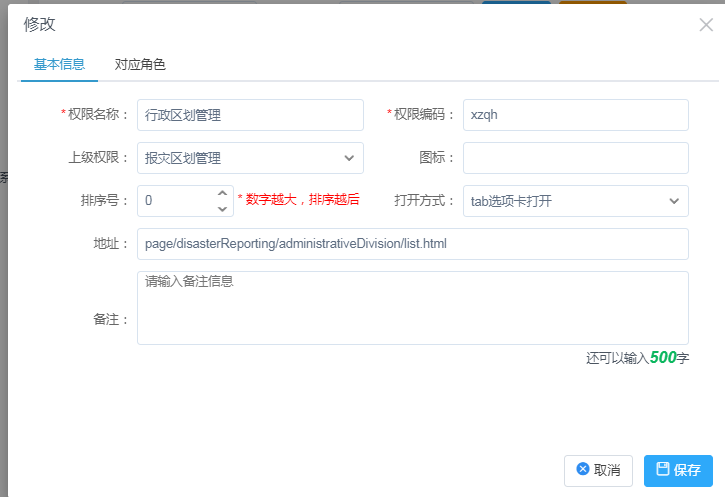 修改
基本信息 对应角色
*权限名称： 行政区划管理 *权限编码： xzqh
上级权限： 报灾区划管理 图标：
排序号： 0 * 数字越大，排序越后 打开方式： tab选项卡打开
地址： page/disasterReporting/administrativeDivision/list.html
请输入备注信息
备注：
还可以输入500字
取消 保存